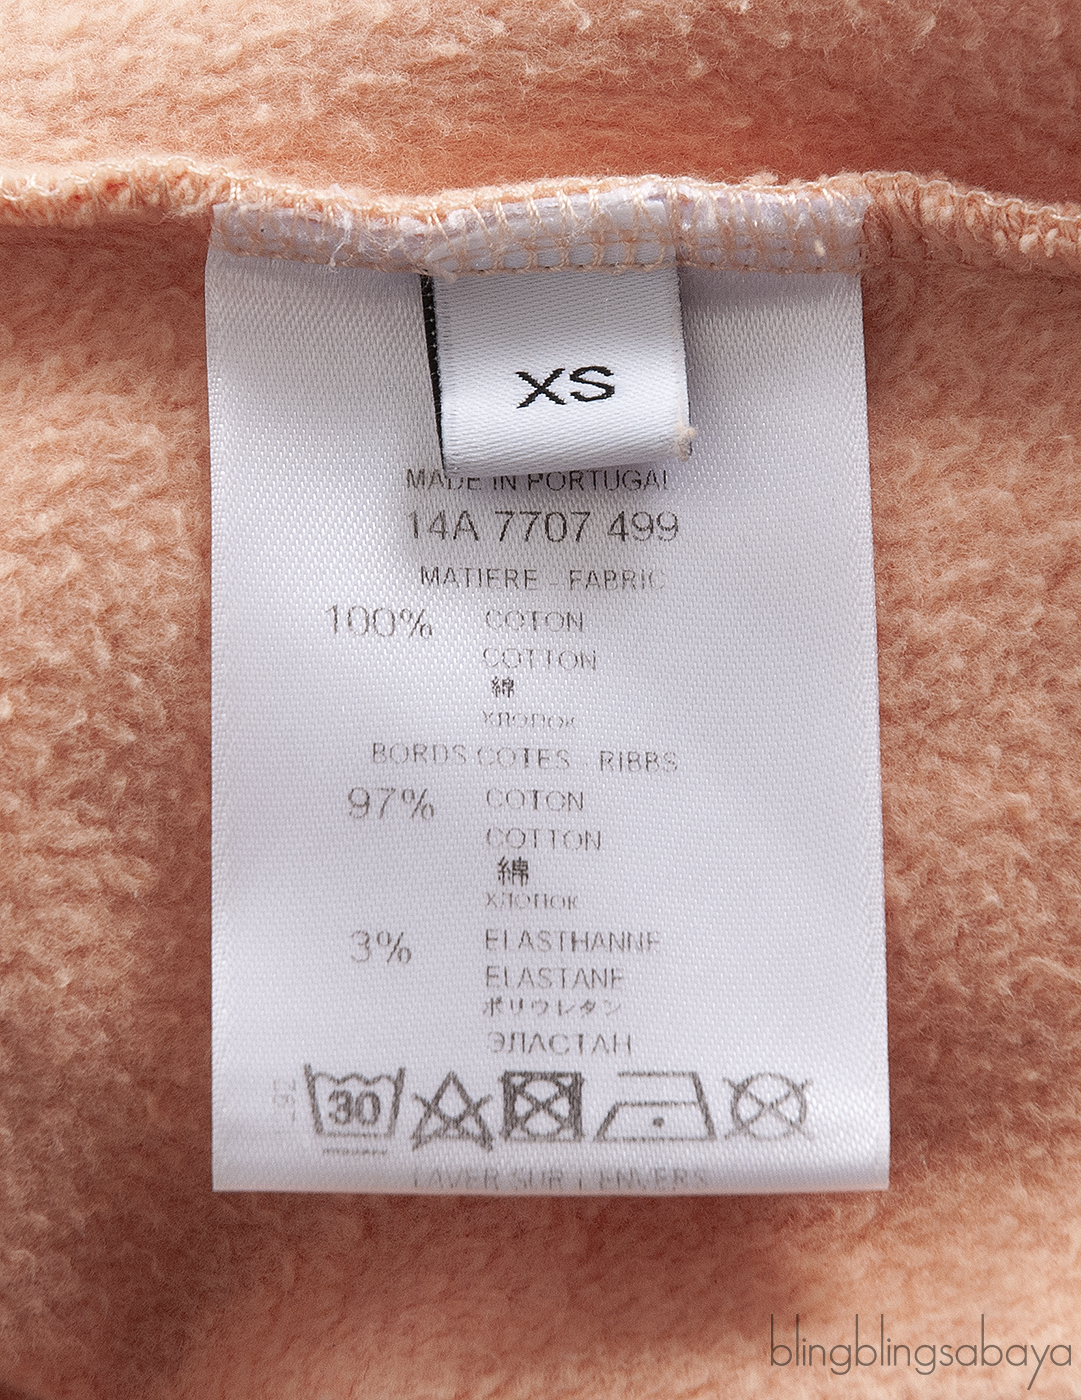 XS
MADE IN PORTUGAL
14A 7707 499
MATIERE - FABRIC
100% COTON
COTTON
綿
ХЛОПОК
BORDS COTES - RIBBS
97% COTON
COTTON
綿
ХЛОПОК
3% ELASTHANNE
ELASTANE
ポリウレタン
ЭЛАСТАН
30
LAVER SUR L'ENVERS
blingblingsabaya